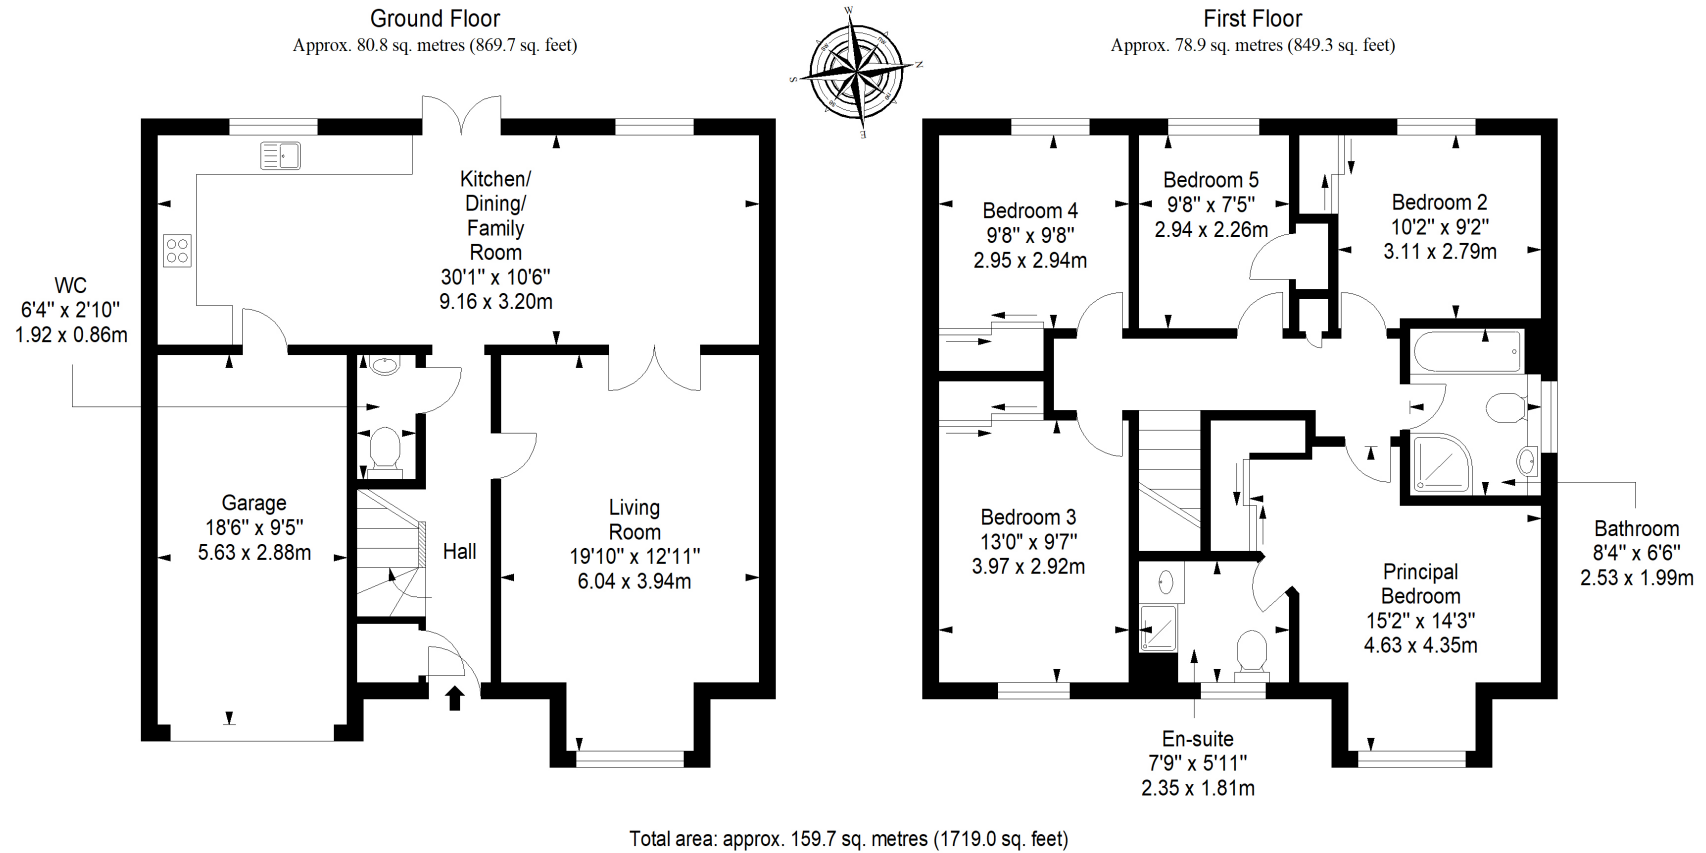 Ground Floor
Approx. 80.8 sq. metres (869.7 sq. feet)
W
N
S
E
First Floor
Approx. 78.9 sq. metres (849.3 sq. feet)
Kitchen/
Dining/
Family
Room
30'1" x 10'6"
9.16 x 3.20m
WC
6'4" x 2'10"
1.92 x 0.86m
Garage
18'6" x 9'5"
5.63 x 2.88m
Hall
Living
Room
19'10" x 12'11"
6.04 x 3.94m
Bedroom 4
9'8" x 9'8"
2.95 x 2.94m
Bedroom 5
9'8" x 7'5"
2.94 x 2.26m
Bedroom 2
10'2" x 9'2"
3.11 x 2.79m
Bedroom 3
13'0" x 9'7"
3.97 x 2.92m
Principal
Bedroom
15'2" x 14'3"
4.63 x 4.35m
Bathroom
8'4" x 6'6"
2.53 x 1.99m
En-suite
7'9" x 5'11"
2.35 x 1.81m
Total area: approx. 159.7 sq. metres (1719.0 sq. feet)